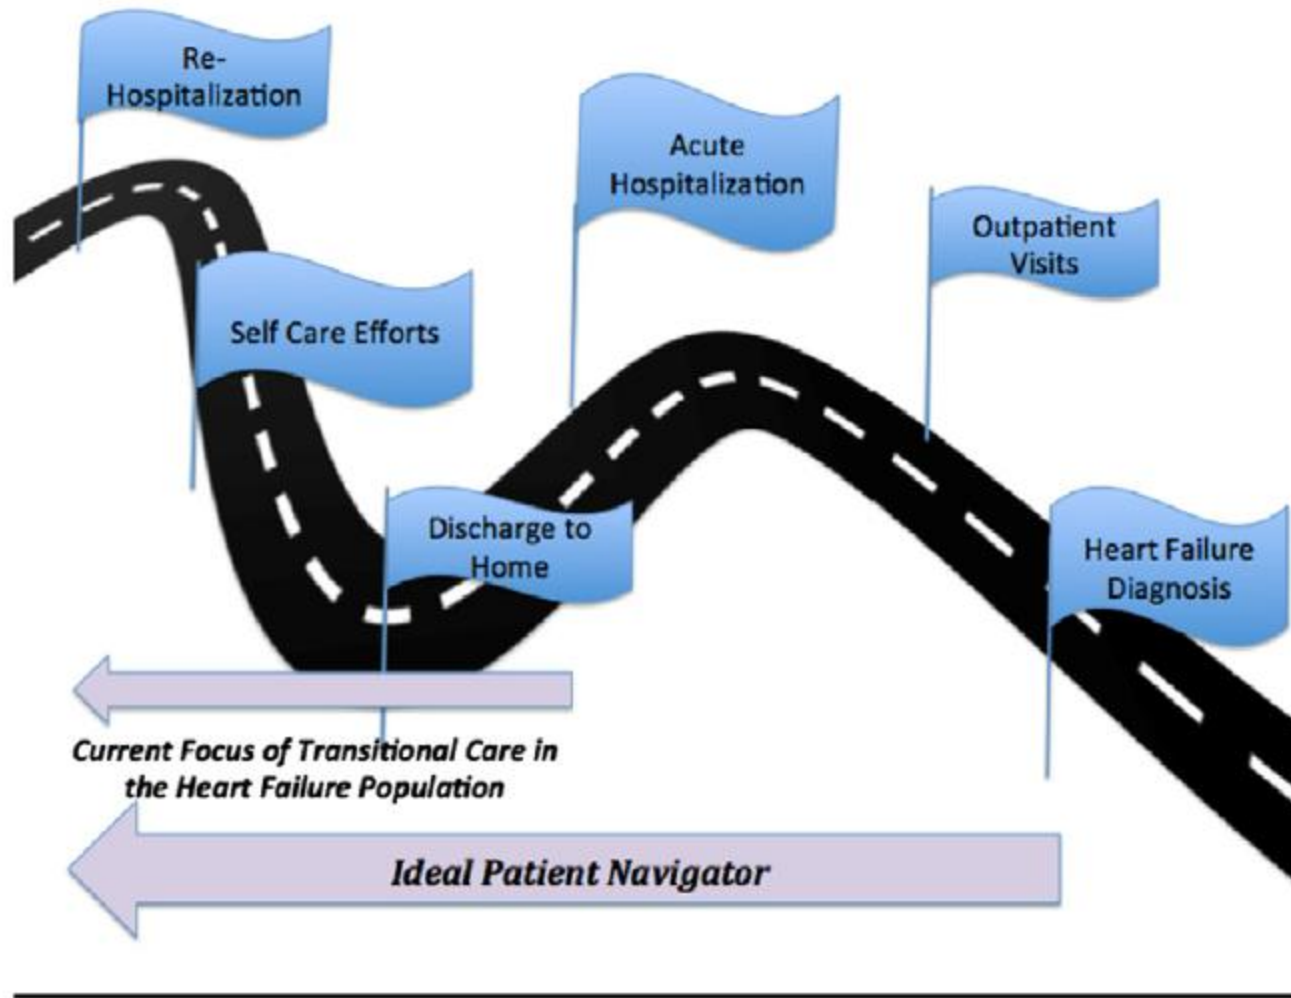 Re-
Hospitalization
Acute
Hospitalization
Outpatient
Visits
Self Care Efforts
Discharge to
Home
Heart Failure
Diagnosis
Current Focus of Transitional Care in
the Heart Failure Population
Ideal Patient Navigator